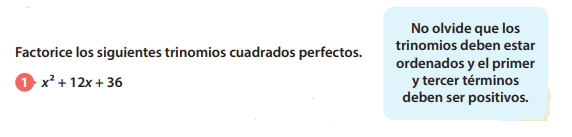 Factorice los siguientes trinomios cuadrados perfectos.
1 x² + 12x + 36
No olvide que los
trinomios deben estar
ordenados y el primer
y tercer términos
deben ser positivos.